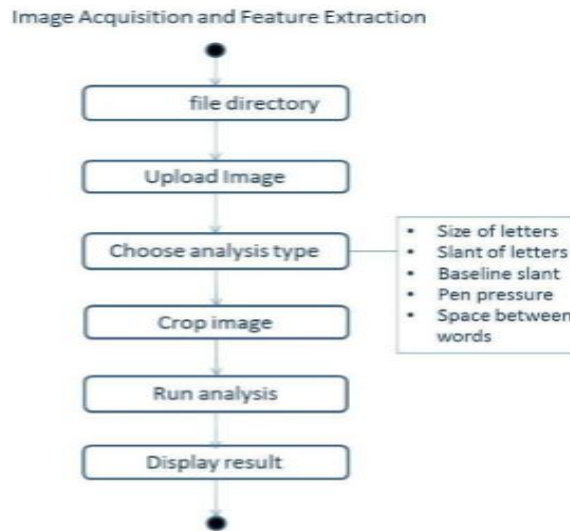 Image Acquisition and Feature Extraction
file directory
Upload Image
Choose analysis type
• Size of letters
• Slant of letters
• Baseline slant
• Pen pressure
• Space between
words
Crop image
Run analysis
Display result